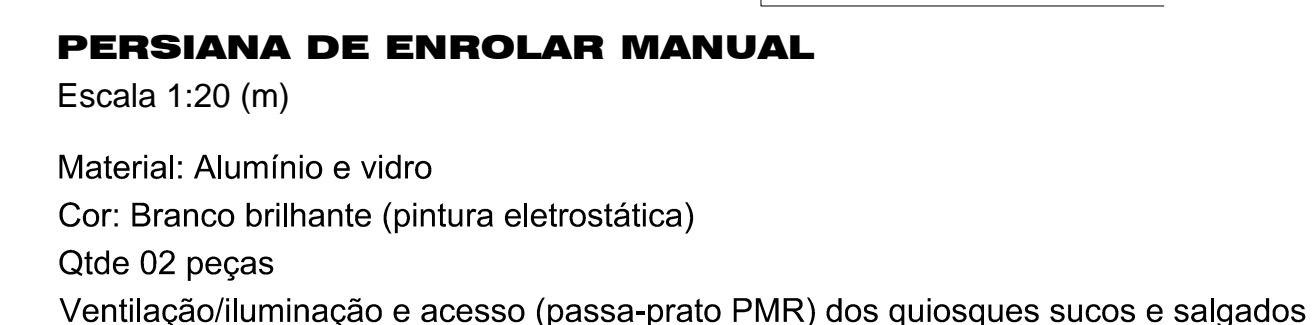 PERSIANA DE ENROLAR MANUAL
Escala 1:20 (m)
Material: Alumínio e vidro
Cor: Branco brilhante (pintura eletrostática)
Qtde 02 peças
Ventilação/iluminação e acesso (passa-prato PMR) dos quiosques sucos e salgados